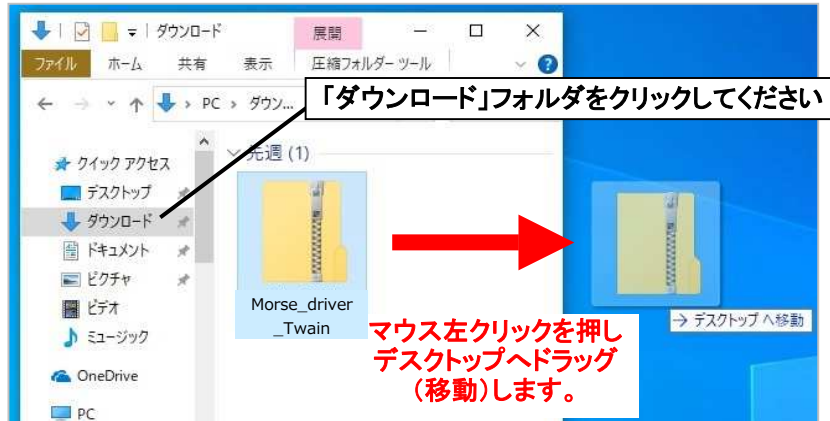 ダウンロード
展開
ファイル
ホーム
共有
表示
圧縮フォルダー ツール
PC
ダウン...
「ダウンロード」フォルダをクリックしてください
クイック アクセス
デスクトップ
ダウンロード
ドキュメント
ピクチャ
ビデオ
ミュージック
OneDrive
PC
先週 (1)
Morse_driver
_Twain
マウス左クリックを押し
デスクトップへドラッグ
（移動）します。
→ デスクトップ へ移動